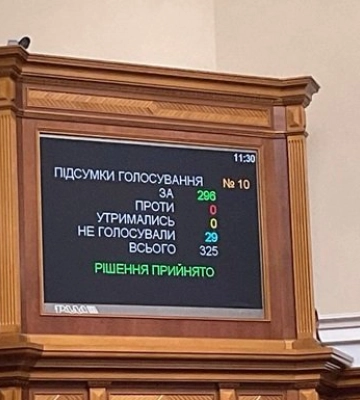 11:30
ПІДСУМКИ ГОЛОСУВАННЯ № 10
ЗА 296
ПРОТИ 0
УТРИМАЛИСЬ 0
НЕ ГОЛОСУВАЛИ 29
ВСЬОГО 325
РІШЕННЯ ПРИЙНЯТО